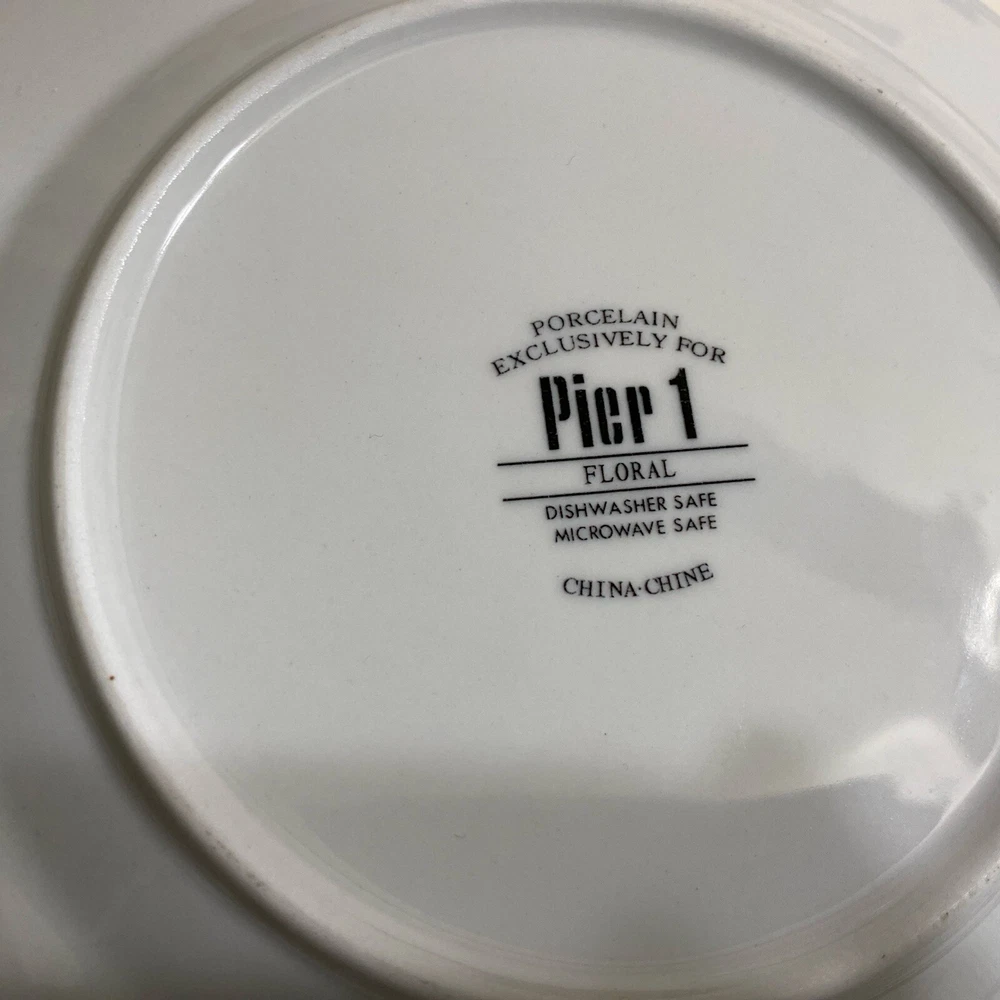 PORCELAIN
EXCLUSIVELY FOR
Pier 1
FLORAL
DISHWASHER SAFE
MICROWAVE SAFE
CHINA·CHINE